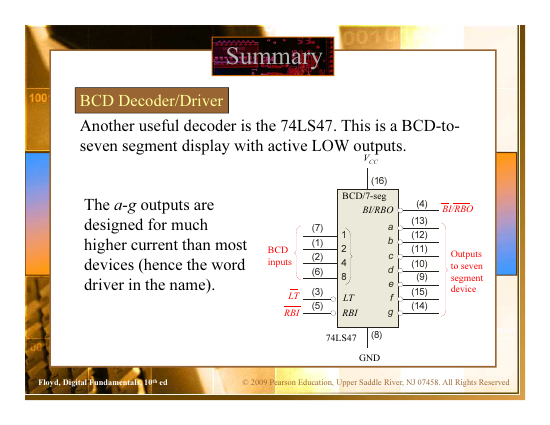 Summary
1001
1001
BCD Decoder/Driver
Another useful decoder is the 74LS47. This is a BCD-to-
seven segment display with active LOW outputs.
VCC
(16)
The a-g outputs are
designed for much
higher current than most
devices (hence the word
driver in the name).
BCD/7-seg
BI/RBO (4) BI/RBO
a (13)
b (12)
c (11)
d (10)
e (9)
f (15)
g (14)
Outputs
to seven
segment
device
BCD
inputs
(7) 1
(1) 2
(2) 4
(6) 8
LT (3) LT
RBI (5) RBI
74LS47
(8)
GND
Floyd, Digital Fundamentals, 10th ed
© 2009 Pearson Education, Upper Saddle River, NJ 07458. All Rights Reserved